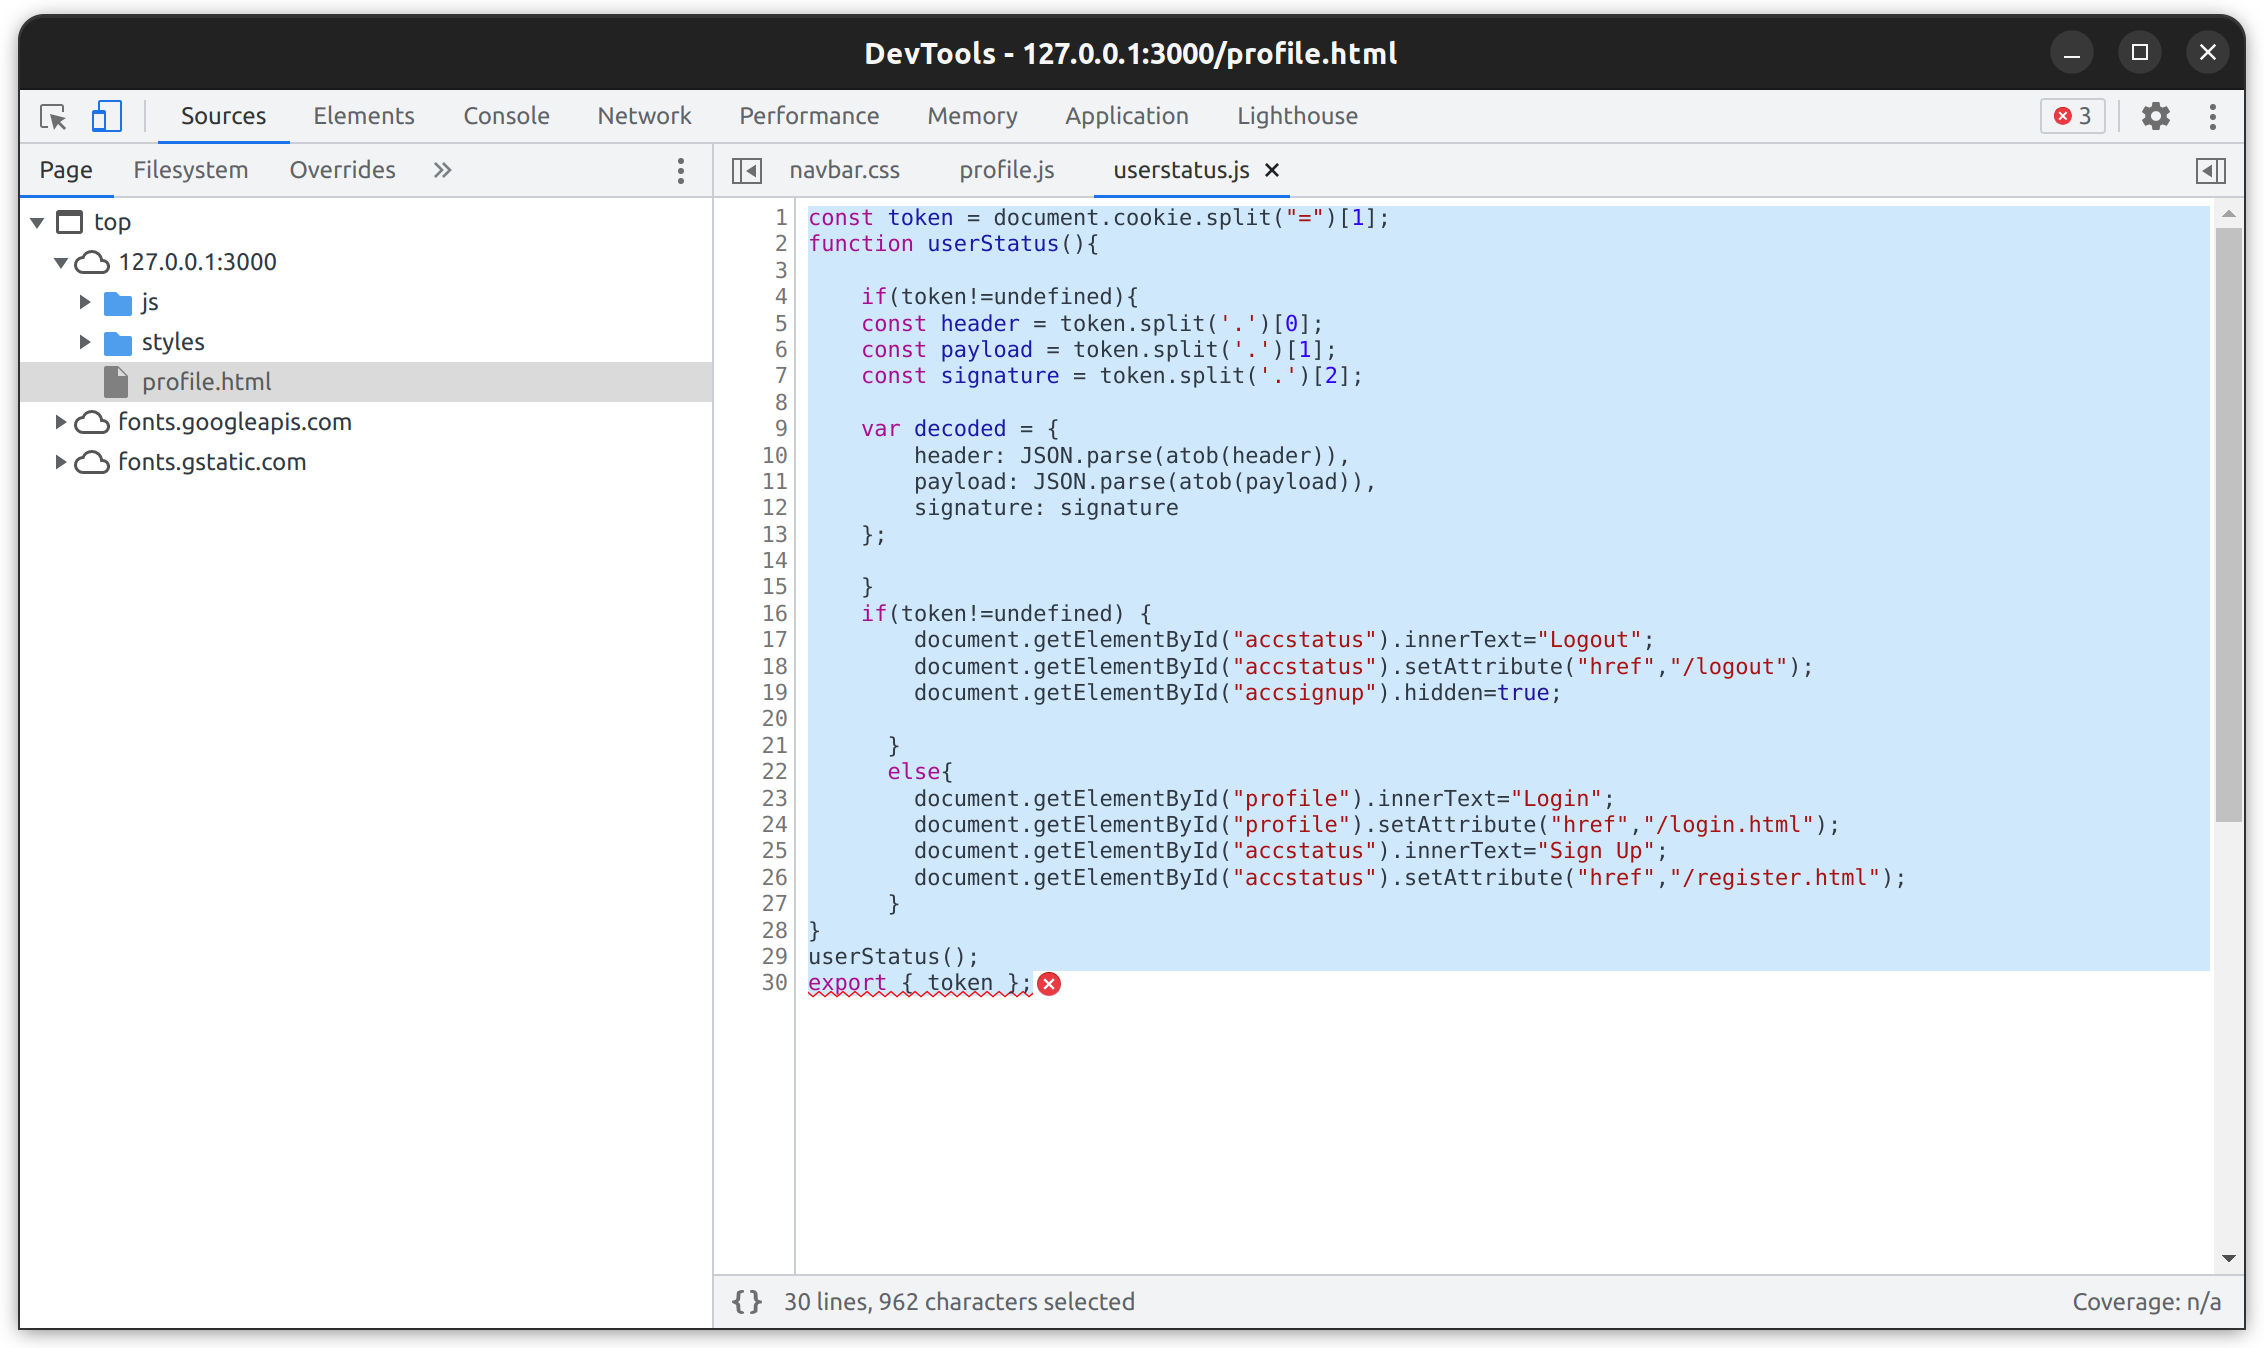 DevTools - 127.0.0.1:3000/profile.html
Sources Elements Console Network Performance Memory Application Lighthouse 3
Page Filesystem Overrides » navbar.css profile.js userstatus.js ×
top
127.0.0.1:3000
js
styles
profile.html
fonts.googleapis.com
fonts.gstatic.com
1 const token = document.cookie.split("=")[1];
2 function userStatus(){
3
4     if(token!=undefined){
5     const header = token.split('.')[0];
6     const payload = token.split('.')[1];
7     const signature = token.split('.')[2];
8
9     var decoded = {
10         header: JSON.parse(atob(header)),
11         payload: JSON.parse(atob(payload)),
12         signature: signature
13     };
14
15     }
16     if(token!=undefined) {
17         document.getElementById("accstatus").innerText="Logout";
18         document.getElementById("accstatus").setAttribute("href","/logout");
19         document.getElementById("accsignup").hidden=true;
20
21       }
22       else{
23         document.getElementById("profile").innerText="Login";
24         document.getElementById("profile").setAttribute("href","/login.html");
25         document.getElementById("accstatus").innerText="Sign Up";
26         document.getElementById("accstatus").setAttribute("href","/register.html");
27       }
28 }
29 userStatus();
30 export { token };
{} 30 lines, 962 characters selected Coverage: n/a